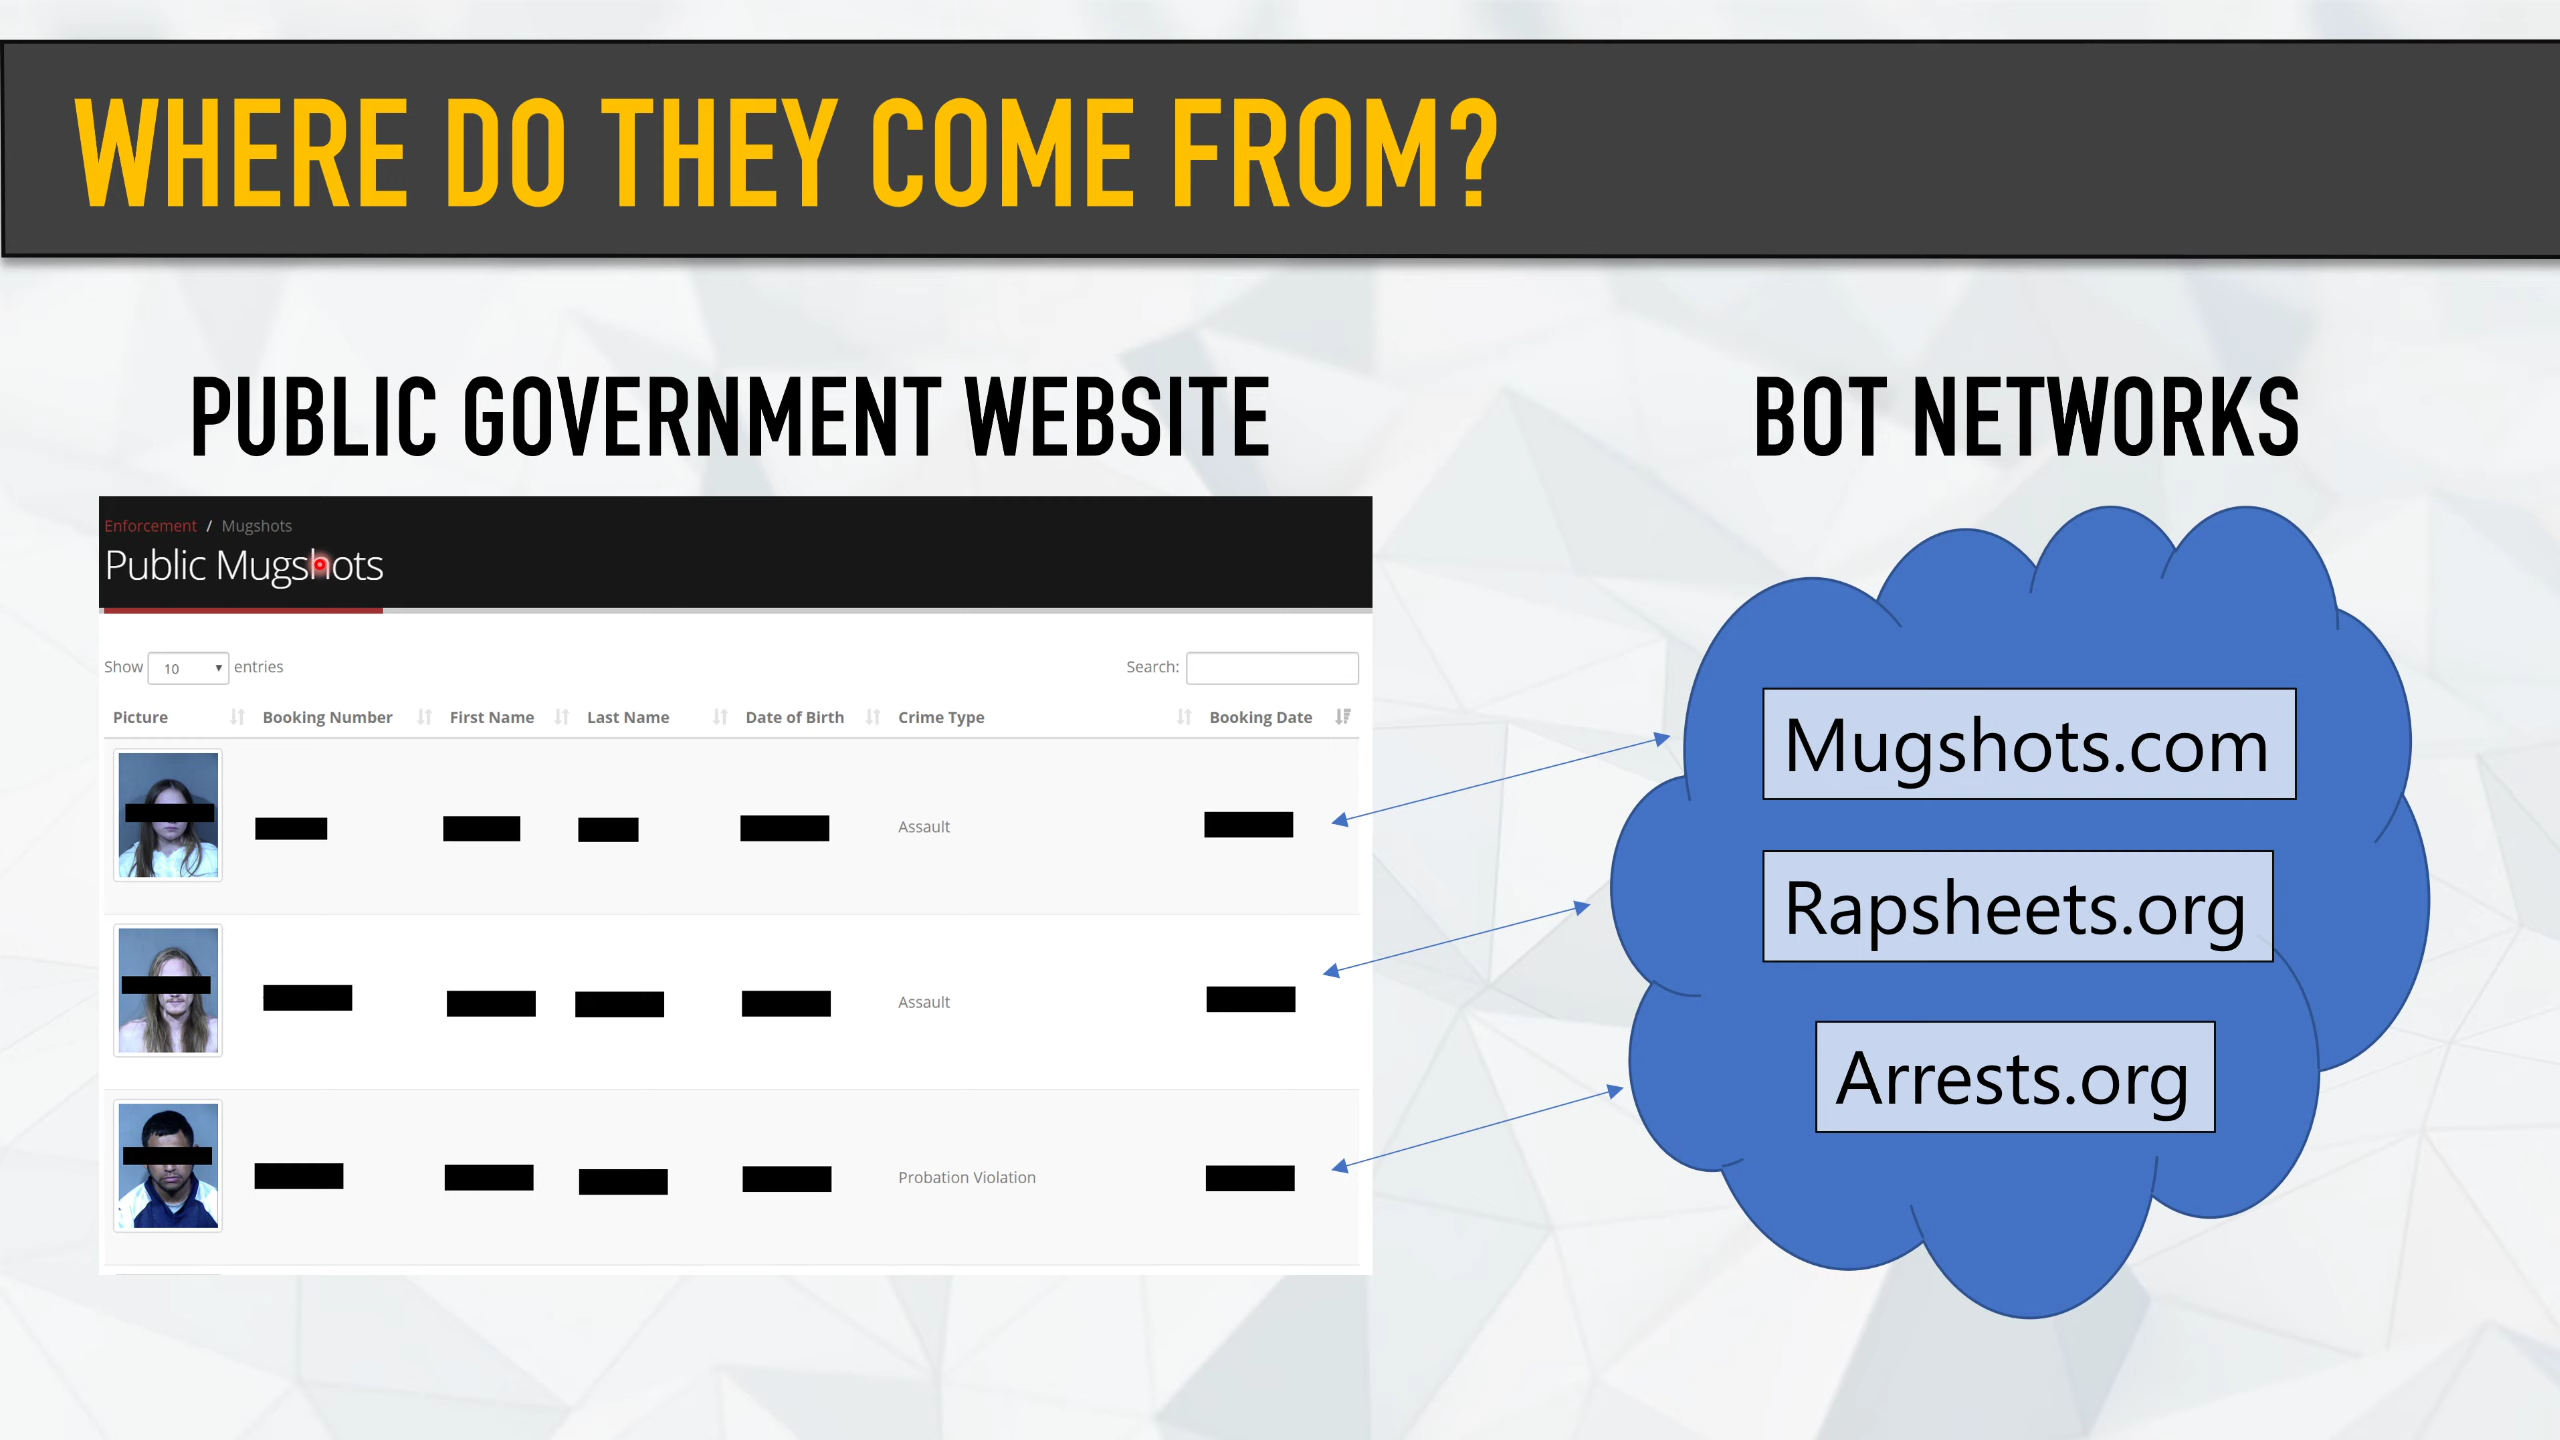 WHERE DO THEY COME FROM?
PUBLIC GOVERNMENT WEBSITE
BOT NETWORKS
Enforcement / Mugshots
Public Mugshots
Show 10 entries
Search:
Picture Booking Number First Name Last Name Date of Birth Crime Type Booking Date
Assault
Assault
Probation Violation
Mugshots.com
Rapsheets.org
Arrests.org